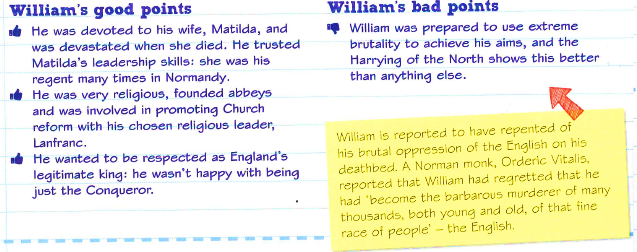 William's good points
He was devoted to his wife, Matilda, and
was devastated when she died. He trusted
Matilda's leadership skills: she was his
regent many times in Normandy.
He was very religious, founded abbeys
and was involved in promoting Church
reform with his chosen religious leader,
Lanfranc.
He wanted to be respected as England's
legitimate king: he wasn't happy with being
just the Conqueror.
William's bad points
William was prepared to use extreme
brutality to achieve his aims, and the
Harrying of the North shows this better
than anything else.
William is reported to have repented of
his brutal oppression of the English on his
deathbed. A Norman monk, Orderic Vitalis,
reported that William had regretted that he
had 'become the barbarous murderer of many
thousands, both young and old, of that fine
race of people' – the English.